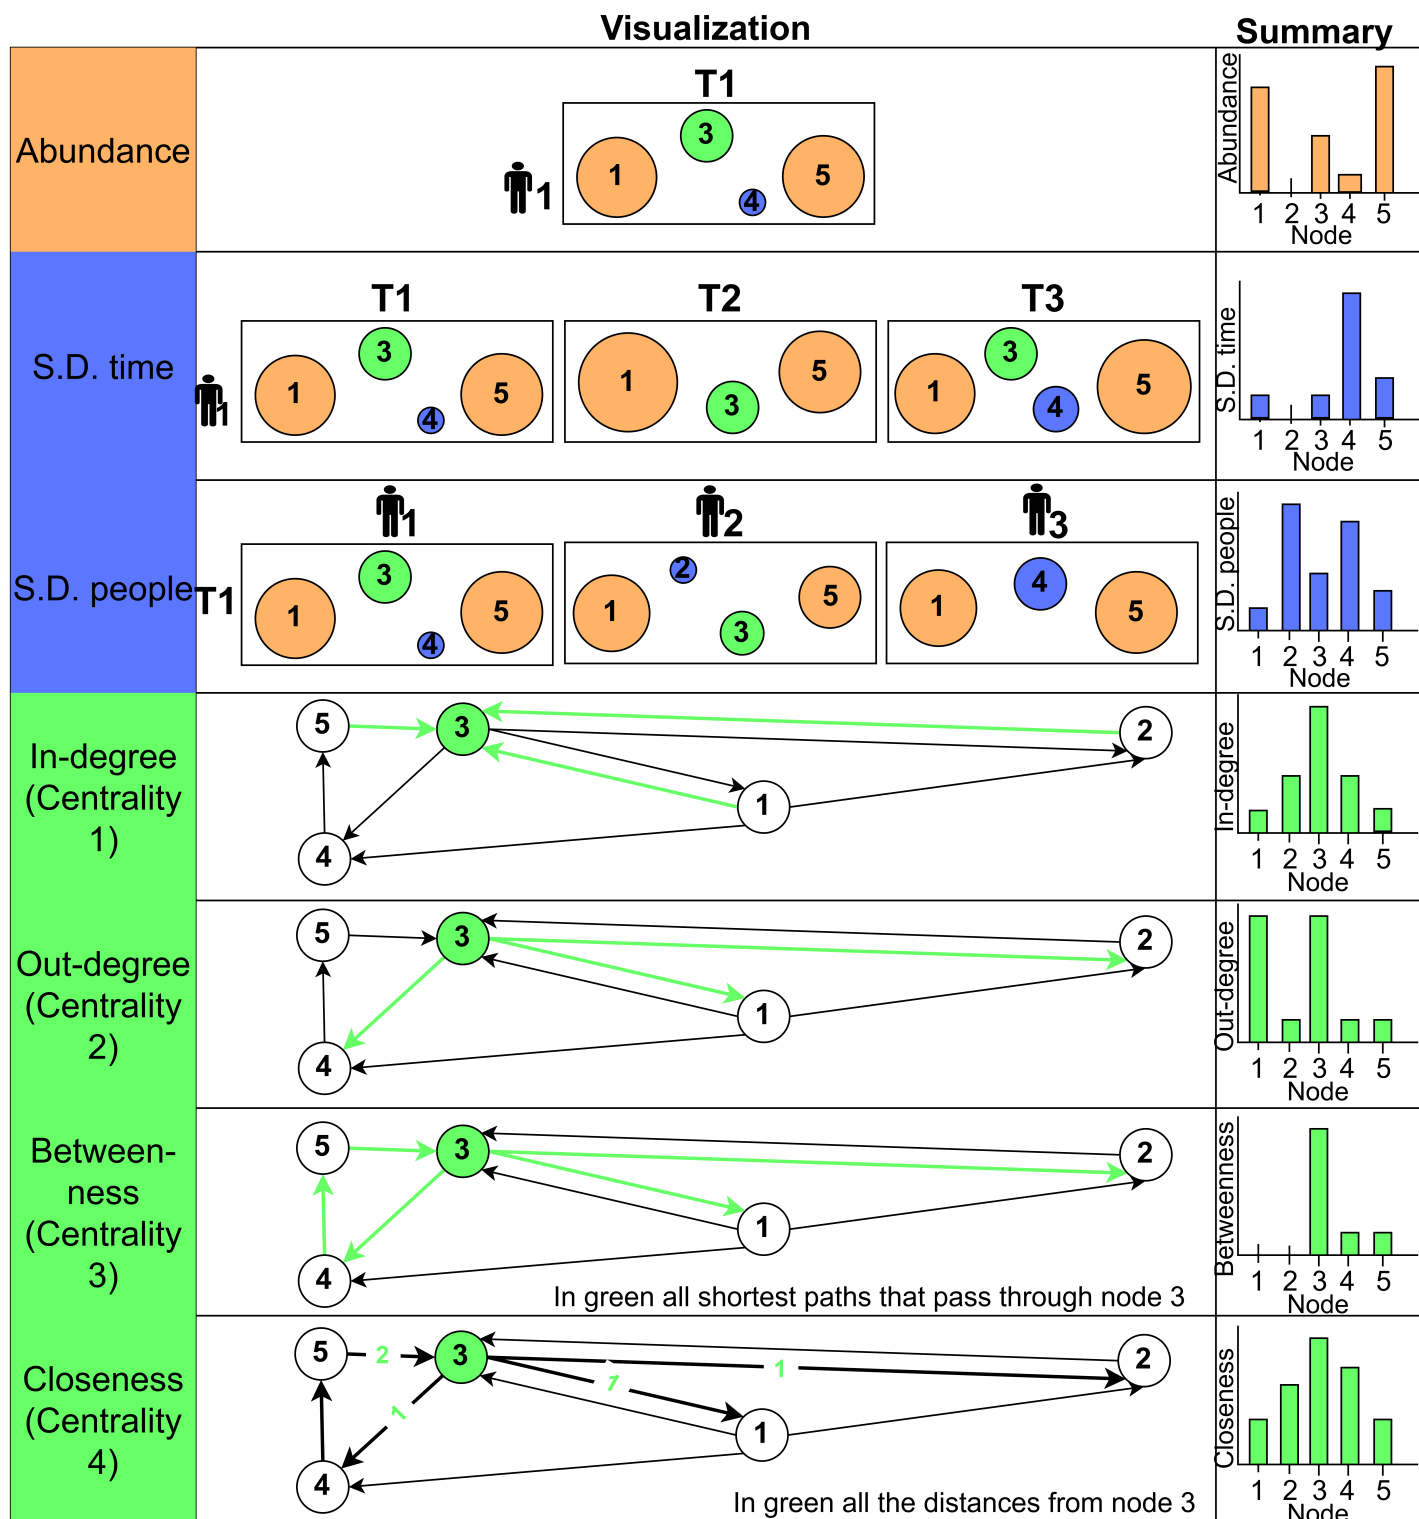 Visualization
Summary
Abundance
T1
1
1
3
4
5
Abundance
1 2 3 4 5
Node
S.D. time
T1
T2
T3
1
1
3
4
5
1
3
5
1
3
4
5
S.D. time
1 2 3 4 5
Node
S.D. people
T1
1
2
3
1
3
4
5
1
2
3
5
1
4
5
S.D. people
1 2 3 4 5
Node
In-degree
(Centrality
1)
5
3
2
1
4
In-degree
1 2 3 4 5
Node
Out-degree
(Centrality
2)
5
3
2
1
4
Out-degree
1 2 3 4 5
Node
Between-
ness
(Centrality
3)
5
3
2
1
4
In green all shortest paths that pass through node 3
Betweenness
1 2 3 4 5
Node
Closeness
(Centrality
4)
5
2
3
1
2
1
1
1
4
In green all the distances from node 3
Closeness
1 2 3 4 5
Node